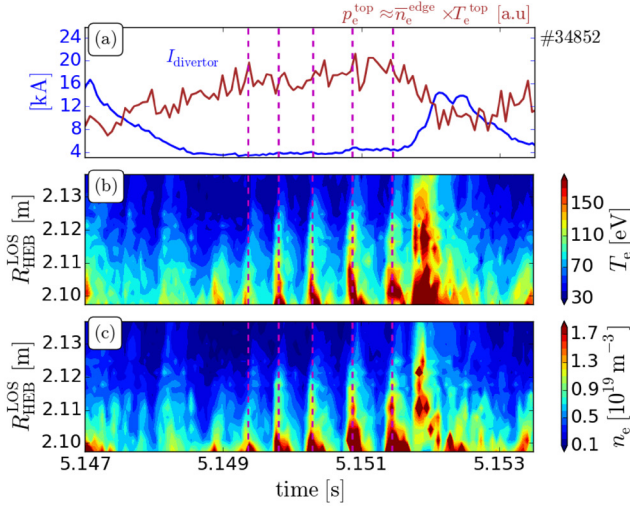 p_e^top ≈ n̅_e^edge × T_e^top [a.u]
#34852
(a)
I_divertor
[kA]
24
20
16
12
8
4
(b)
R_HEB^LOS [m]
2.13
2.12
2.11
2.10
150
110
70
30
T_e [eV]
(c)
R_HEB^LOS [m]
2.13
2.12
2.11
2.10
1.7
1.3
0.9
0.5
0.1
n_e [10^19 m^−3]
5.147
5.149
5.151
5.153
time [s]